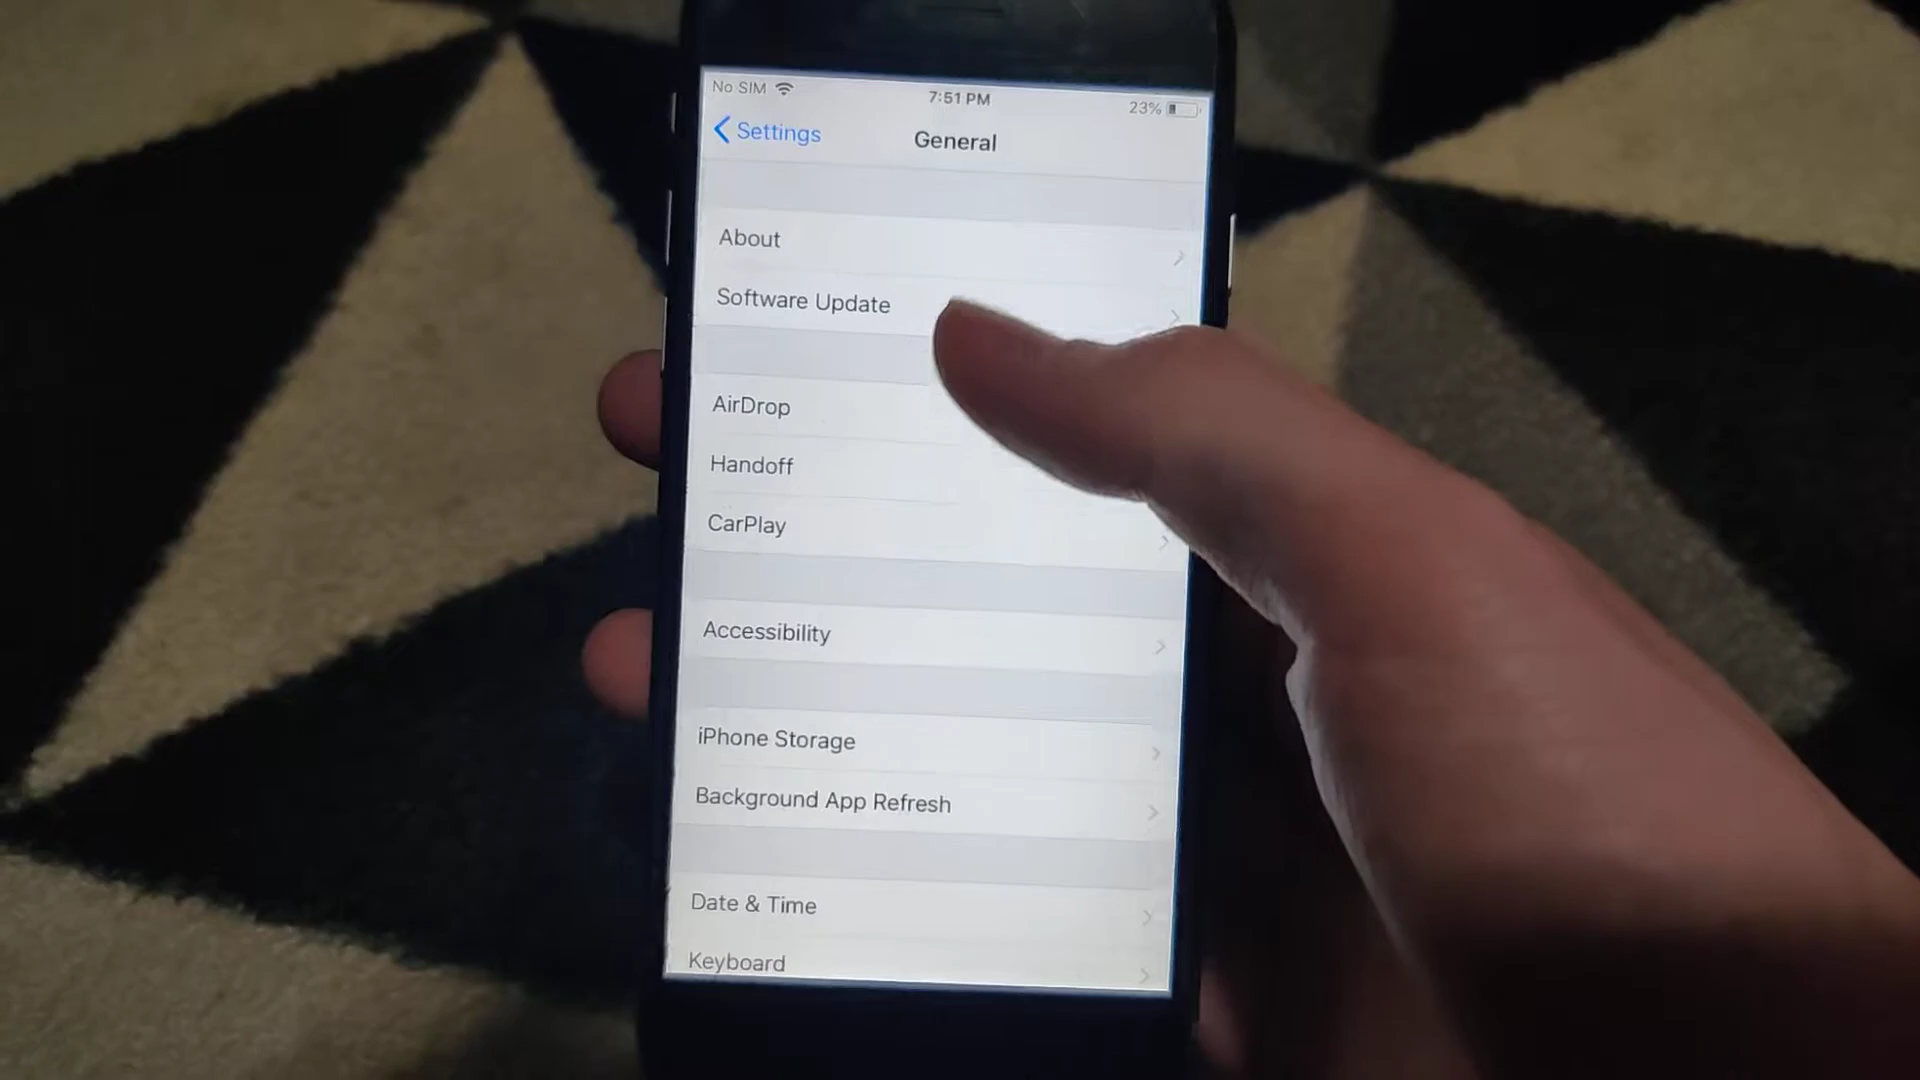 No SIM
7:51 PM
23%
Settings
General
About
Software Update
AirDrop
Handoff
CarPlay
Accessibility
iPhone Storage
Background App Refresh
Date & Time
Keyboard